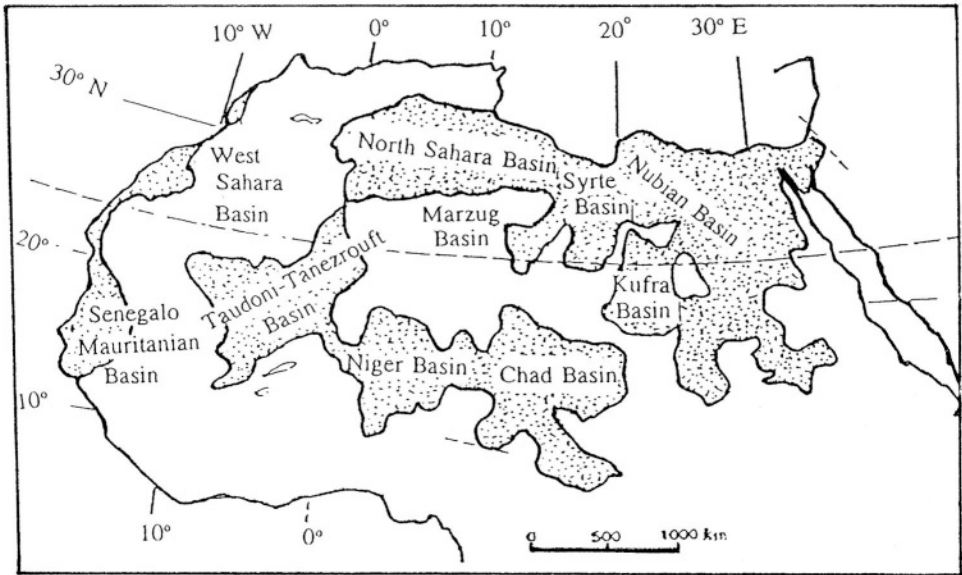 10° W
0°
10°
20°
30° E
30° N
West
Sahara
Basin
North Sahara Basin
Syrte
Basin
Nubian Basin
Marzug
Basin
20°
Taudoni-Tanezrouft
Basin
Kufra
Basin
Senegalo
Mauritanian
Basin
Niger Basin
Chad Basin
10°
10°
0°
0 500 1000 km